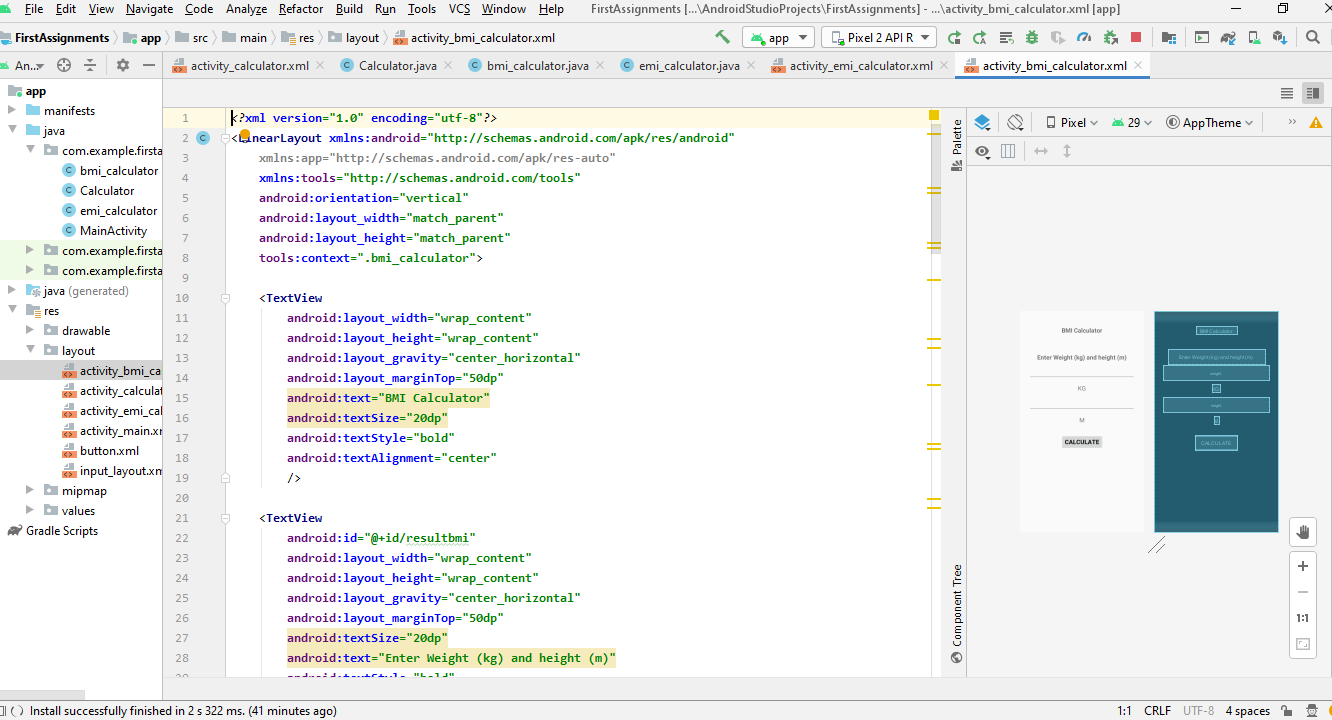 File Edit View Navigate Code Analyze Refactor Build Run Tools VCS Window Help FirstAssignments [...\AndroidStudioProjects\FirstAssignments] - ...\activity_bmi_calculator.xml [app]
FirstAssignments app src main res layout activity_bmi_calculator.xml app Pixel 2 API R
An... activity_calculator.xml Calculator.java bmi_calculator.java emi_calculator.java activity_emi_calculator.xml activity_bmi_calculator.xml
app
manifests
java
com.example.firsta
bmi_calculator
Calculator
emi_calculator
MainActivity
com.example.firsta
com.example.firsta
java (generated)
res
drawable
layout
activity_bmi_ca
activity_calculat
activity_emi_cal
activity_main.xr
button.xml
input_layout.xm
mipmap
values
Gradle Scripts
1 <?xml version="1.0" encoding="utf-8"?>
2 <LinearLayout xmlns:android="http://schemas.android.com/apk/res/android"
3 xmlns:app="http://schemas.android.com/apk/res-auto"
4 xmlns:tools="http://schemas.android.com/tools"
5 android:orientation="vertical"
6 android:layout_width="match_parent"
7 android:layout_height="match_parent"
8 tools:context=".bmi_calculator">
9
10 <TextView
11 android:layout_width="wrap_content"
12 android:layout_height="wrap_content"
13 android:layout_gravity="center_horizontal"
14 android:layout_marginTop="50dp"
15 android:text="BMI Calculator"
16 android:textSize="20dp"
17 android:textStyle="bold"
18 android:textAlignment="center"
19 />
20
21 <TextView
22 android:id="@+id/resultbmi"
23 android:layout_width="wrap_content"
24 android:layout_height="wrap_content"
25 android:layout_gravity="center_horizontal"
26 android:layout_marginTop="50dp"
27 android:textSize="20dp"
28 android:text="Enter Weight (kg) and height (m)"
android:textStyle="bold"
Palette
Component Tree
Pixel 29 AppTheme
BMI Calculator
Enter Weight (kg) and height (m)
KG
M
CALCULATE
BMI Calculator
Enter Weight (kg) and height (m)
weight
KG
CALCULATE
1:1
Install successfully finished in 2 s 322 ms. (41 minutes ago) 1:1 CRLF UTF-8 4 spaces